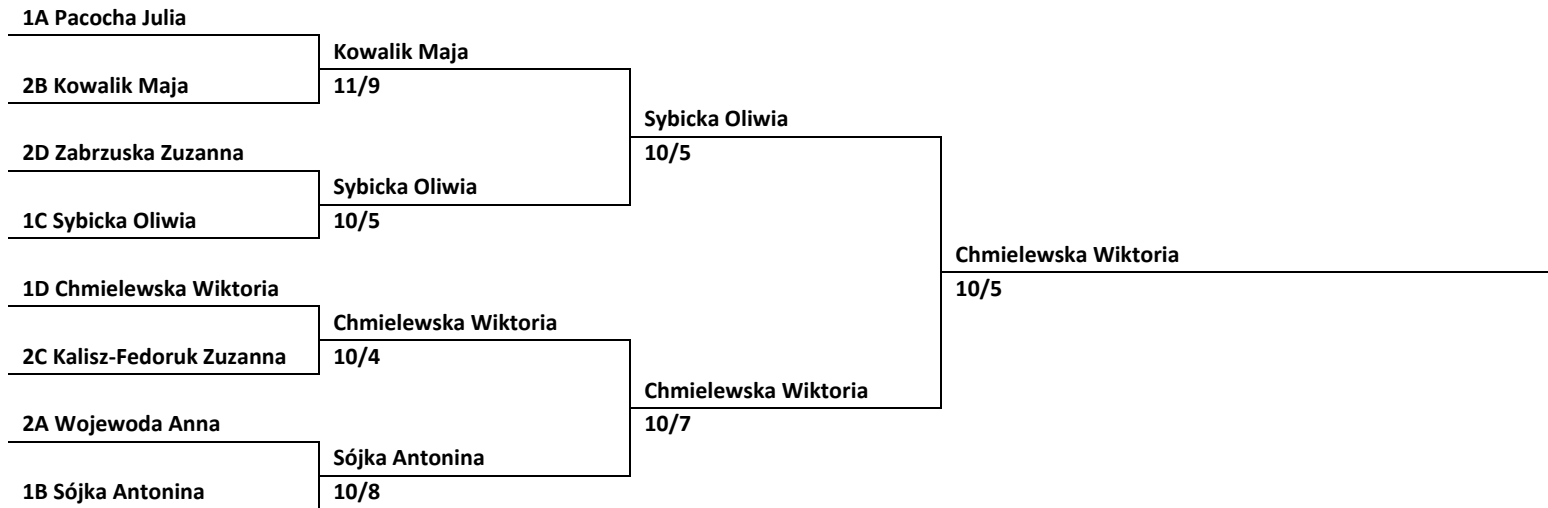 1A Pacocha Julia
Kowalik Maja
2B Kowalik Maja
11/9
Sybicka Oliwia
2D Zabrzuska Zuzanna
10/5
Sybicka Oliwia
1C Sybicka Oliwia
10/5
Chmielewska Wiktoria
1D Chmielewska Wiktoria
10/5
Chmielewska Wiktoria
2C Kalisz-Fedoruk Zuzanna
10/4
Chmielewska Wiktoria
2A Wojewoda Anna
10/7
Sójka Antonina
1B Sójka Antonina
10/8